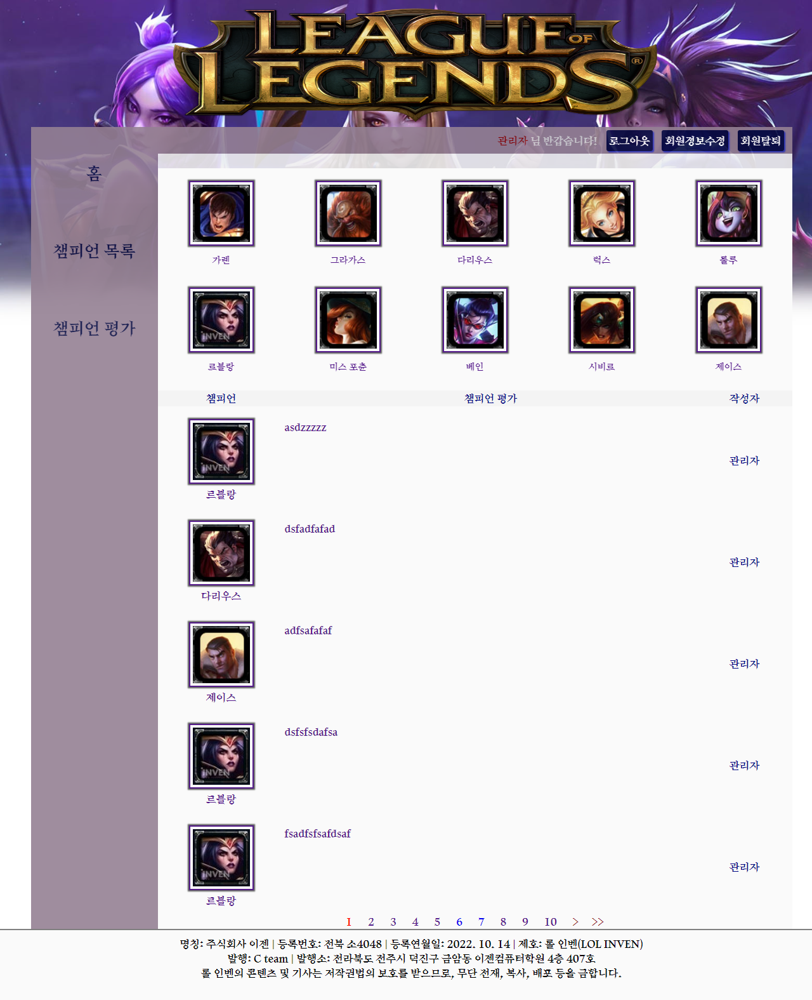 LEAGUE OF
LEGENDS®
관리자 님 반갑습니다! 로그아웃 회원정보수정 회원탈퇴
홈
챔피언 목록
챔피언 평가
가렌 그라가스 다리우스 럭스 룰루
INVEN
르블랑 미스 포츈 베인 시비르 제이스
챔피언 챔피언 평가 작성자
asdzzzzz
INVEN
관리자
르블랑
dsfadfafad
관리자
다리우스
adfsafafaf
관리자
제이스
dsfsfsdafsa
INVEN
관리자
르블랑
fsadfsfsafdsaf
INVEN
관리자
르블랑
1 2 3 4 5 6 7 8 9 10 > >>
명칭: 주식회사 이젠 | 등록번호: 전북 소4048 | 등록연월일: 2022. 10. 14 | 제호: 롤 인벤(LOL INVEN)
발행: C team | 발행소: 전라북도 전주시 덕진구 금암동 이젠컴퓨터학원 4층 407호
롤 인벤의 콘텐츠 및 기사는 저작권법의 보호를 받으므로, 무단 전재, 복사, 배포 등을 금합니다.